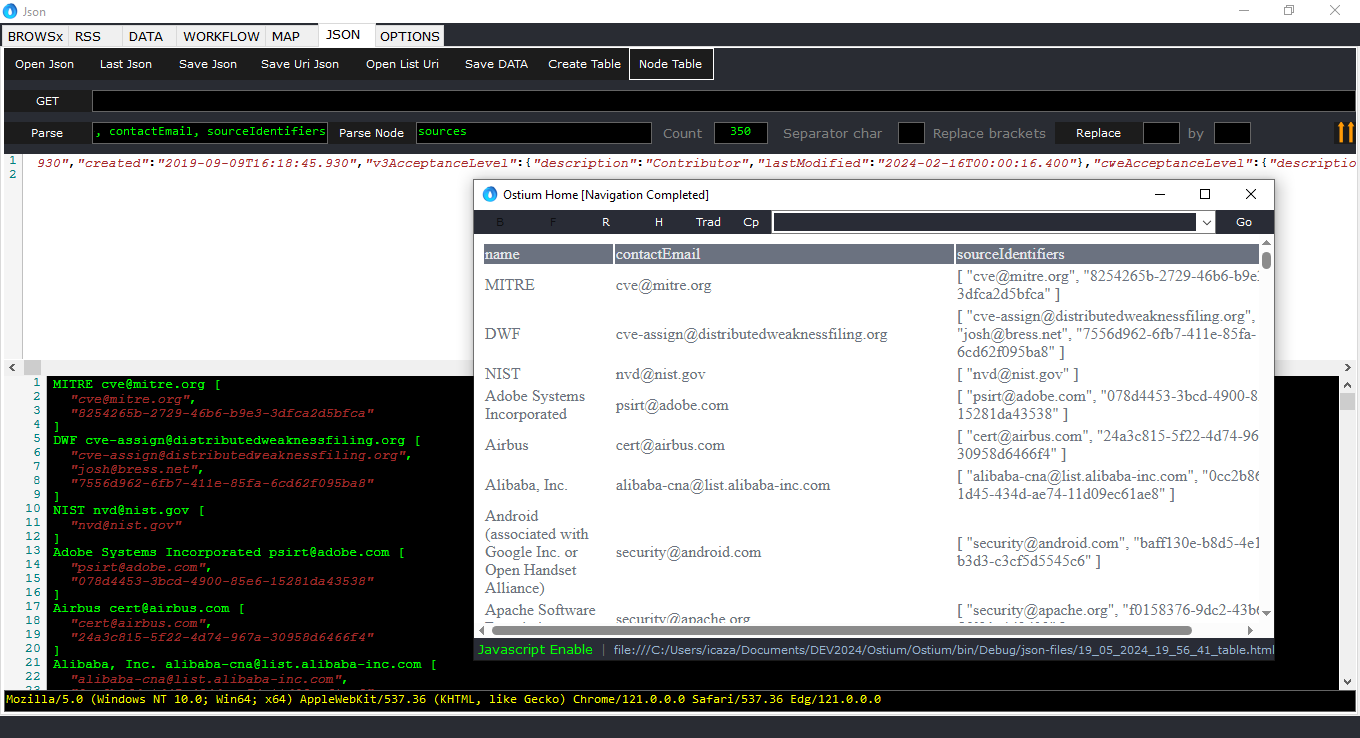 Json
BROWSx RSS DATA WORKFLOW MAP JSON OPTIONS
Open Json Last Json Save Json Save Uri Json Open List Uri Save DATA Create Table Node Table
GET
Parse , contactEmail, sourceIdentifiers Parse Node sources Count 350 Separator char Replace brackets Replace by
1 930","created":"2019-09-09T16:18:45.930","v3AcceptanceLevel":{"description":"Contributor","lastModified":"2024-02-16T00:00:16.400"},"cveAcceptanceLevel":{"descriptio
2
Ostium Home [Navigation Completed]
B F R H Trad Cp Go
name contactEmail sourceIdentifiers
MITRE cve@mitre.org [ "cve@mitre.org", "8254265b-2729-46b6-b9e3
3dfca2d5bfca" ]
DWF cve-assign@distributedweaknessfiling.org [ "cve-assign@distributedweaknessfiling.org",
"josh@bress.net", "7556d962-6fb7-411e-85fa-
6cd62f095ba8" ]
NIST nvd@nist.gov [ "nvd@nist.gov" ]
Adobe Systems
Incorporated psirt@adobe.com [ "psirt@adobe.com", "078d4453-3bcd-4900-8
15281da43538" ]
Airbus cert@airbus.com [ "cert@airbus.com", "24a3c815-5f22-4d74-96
30958d6466f4" ]
Alibaba, Inc. alibaba-cna@list.alibaba-inc.com [ "alibaba-cna@list.alibaba-inc.com", "0cc2b86
1d45-434d-ae74-11d09ec61ae8" ]
Android
(associated with
Google Inc. or
Open Handset
Alliance) security@android.com [ "security@android.com", "baff130e-b8d5-4e1
b3d3-c3cf5d5545c6" ]
Apache Software security@apache.org [ "security@apache.org", "f0158376-9dc2-43b6
Javascript Enable | file:///C:/Users/icaza/Documents/DEV2024/Ostium/Ostium/bin/Debug/json-files/19_05_2024_19_56_41_table.html
1 MITRE cve@mitre.org [
2 "cve@mitre.org",
3 "8254265b-2729-46b6-b9e3-3dfca2d5bfca"
4 ]
5 DWF cve-assign@distributedweaknessfiling.org [
6 "cve-assign@distributedweaknessfiling.org",
7 "josh@bress.net",
8 "7556d962-6fb7-411e-85fa-6cd62f095ba8"
9 ]
10 NIST nvd@nist.gov [
11 "nvd@nist.gov"
12 ]
13 Adobe Systems Incorporated psirt@adobe.com [
14 "psirt@adobe.com",
15 "078d4453-3bcd-4900-85e6-15281da43538"
16 ]
17 Airbus cert@airbus.com [
18 "cert@airbus.com",
19 "24a3c815-5f22-4d74-967a-30958d6466f4"
20 ]
21 Alibaba, Inc. alibaba-cna@list.alibaba-inc.com [
22 "alibaba-cna@list.alibaba-inc.com",
23
Mozilla/5.0 (Windows NT 10.0; Win64; x64) AppleWebKit/537.36 (KHTML, like Gecko) Chrome/121.0.0.0 Safari/537.36 Edg/121.0.0.0